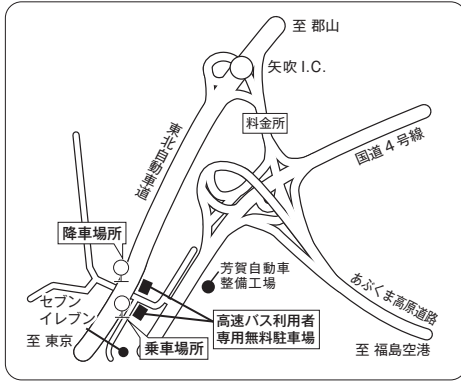 至 郡山
矢吹 I.C.
料金所
東北自動車道
国道4号線
降車場所
芳賀自動車
整備工場
あぶくま高原道路
セブン
イレブン
高速バス利用者
専用無料駐車場
至 東京
乗車場所
至 福島空港